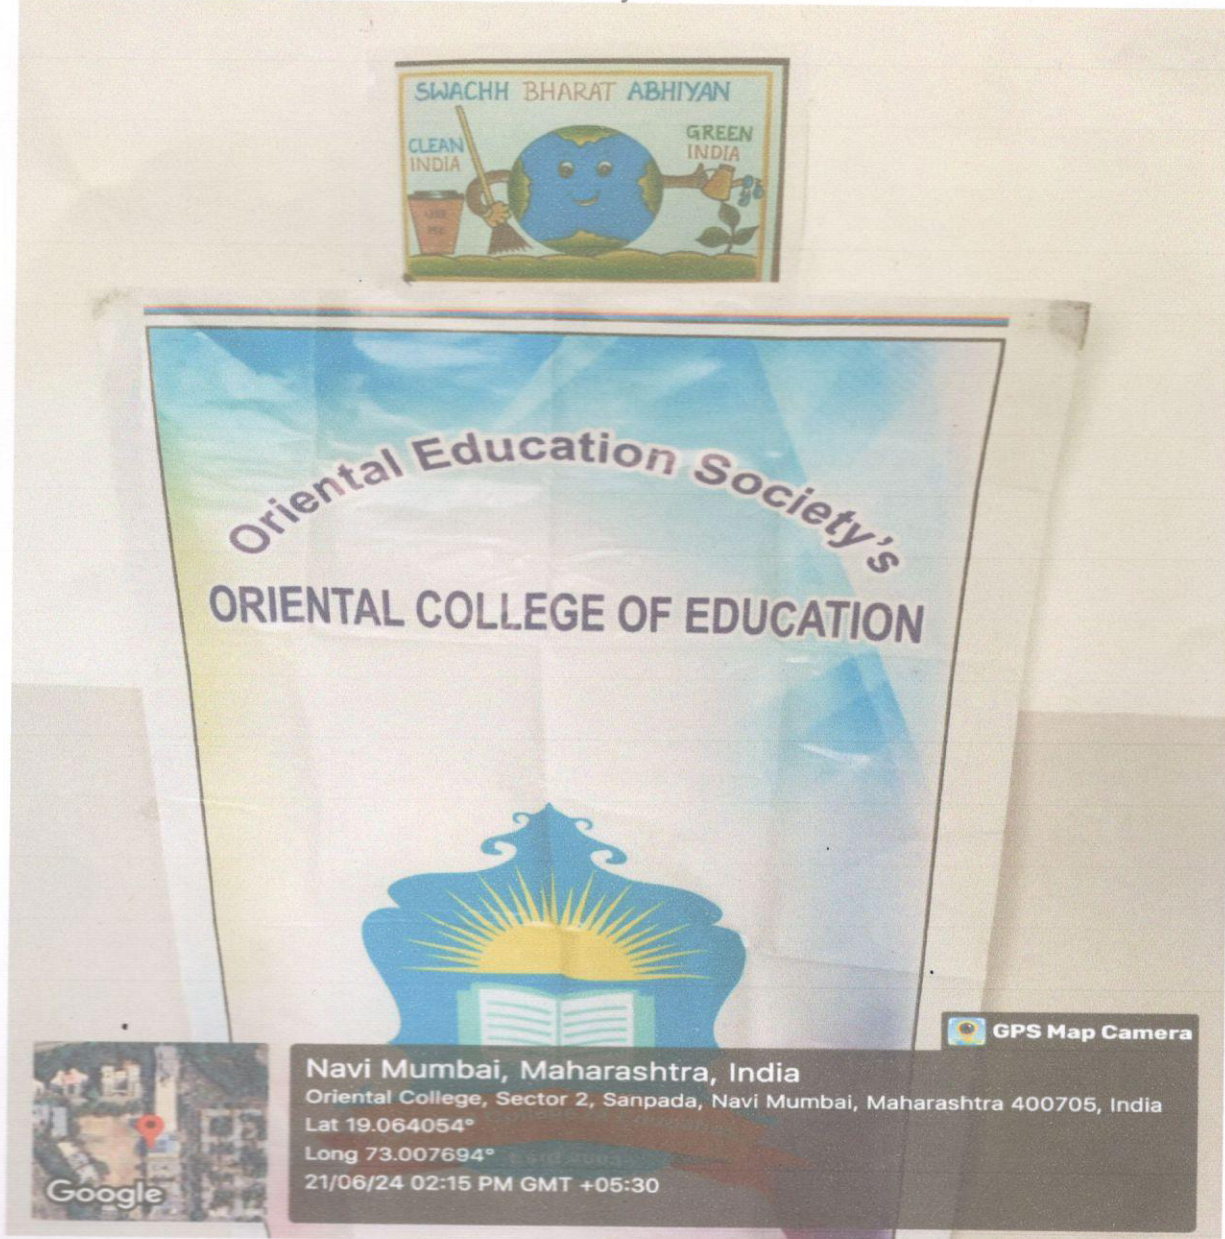 SWACHH BHARAT ABHIYAN
CLEAN
INDIA
GREEN
INDIA
USE
ME
Oriental Education Society's
ORIENTAL COLLEGE OF EDUCATION
GPS Map Camera
Navi Mumbai, Maharashtra, India
Oriental College, Sector 2, Sanpada, Navi Mumbai, Maharashtra 400705, India
Lat 19.064054°
Long 73.007694°
21/06/24 02:15 PM GMT +05:30
Google